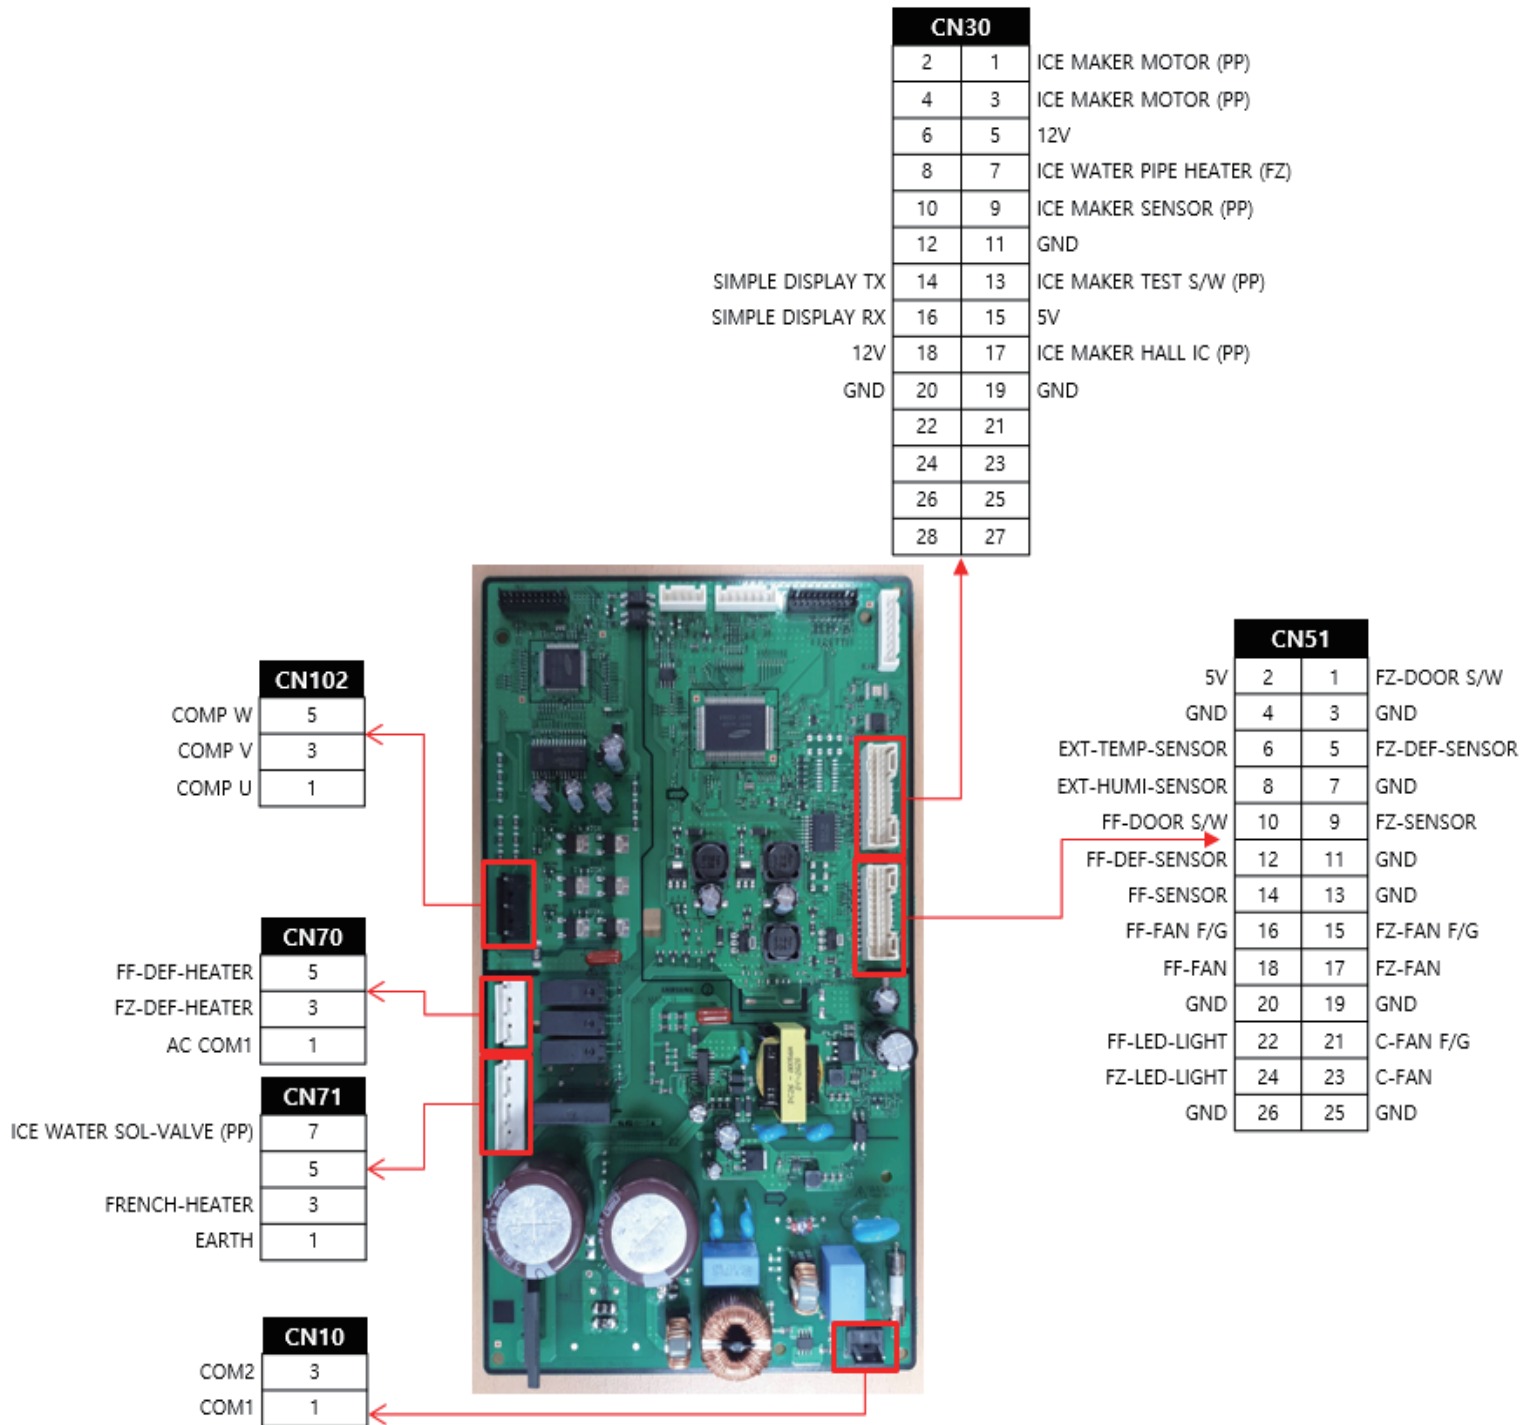 CN30
2 1 ICE MAKER MOTOR (PP)
4 3 ICE MAKER MOTOR (PP)
6 5 12V
8 7 ICE WATER PIPE HEATER (FZ)
10 9 ICE MAKER SENSOR (PP)
12 11 GND
SIMPLE DISPLAY TX 14 13 ICE MAKER TEST S/W (PP)
SIMPLE DISPLAY RX 16 15 5V
12V 18 17 ICE MAKER HALL IC (PP)
GND 20 19 GND
22 21
24 23
26 25
28 27
CN51
5V 2 1 FZ-DOOR S/W
GND 4 3 GND
EXT-TEMP-SENSOR 6 5 FZ-DEF-SENSOR
EXT-HUMI-SENSOR 8 7 GND
FF-DOOR S/W 10 9 FZ-SENSOR
FF-DEF-SENSOR 12 11 GND
FF-SENSOR 14 13 GND
FF-FAN F/G 16 15 FZ-FAN F/G
FF-FAN 18 17 FZ-FAN
GND 20 19 GND
FF-LED-LIGHT 22 21 C-FAN F/G
FZ-LED-LIGHT 24 23 C-FAN
GND 26 25 GND
CN102
COMP W 5
COMP V 3
COMP U 1
CN70
FF-DEF-HEATER 5
FZ-DEF-HEATER 3
AC COM1 1
CN71
ICE WATER SOL-VALVE (PP) 7
5
FRENCH-HEATER 3
EARTH 1
CN10
COM2 3
COM1 1